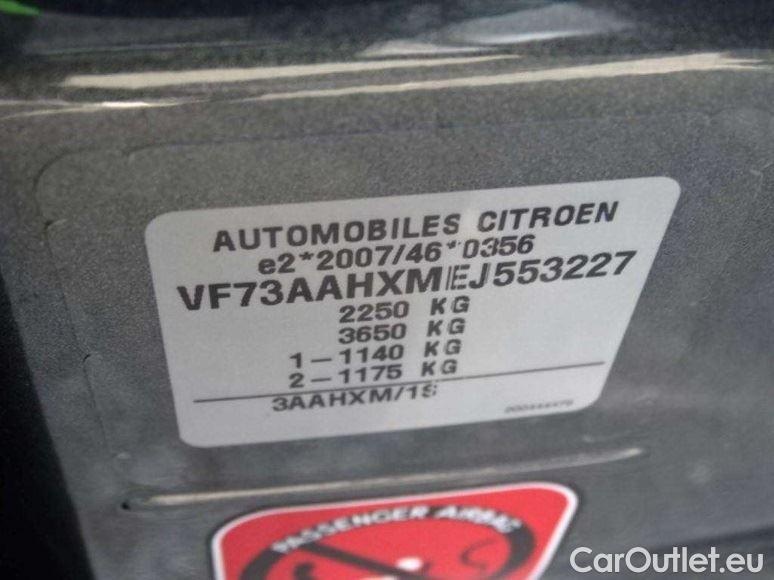 AUTOMOBILES CITROEN
e2*2007/46*0356
VF73AAHXMEJ553227
2250 KG
3650 KG
1-1140 KG
2-1175 KG
3AAHXM/1S
PASSENGER AIRBAG
CarOutlet.eu